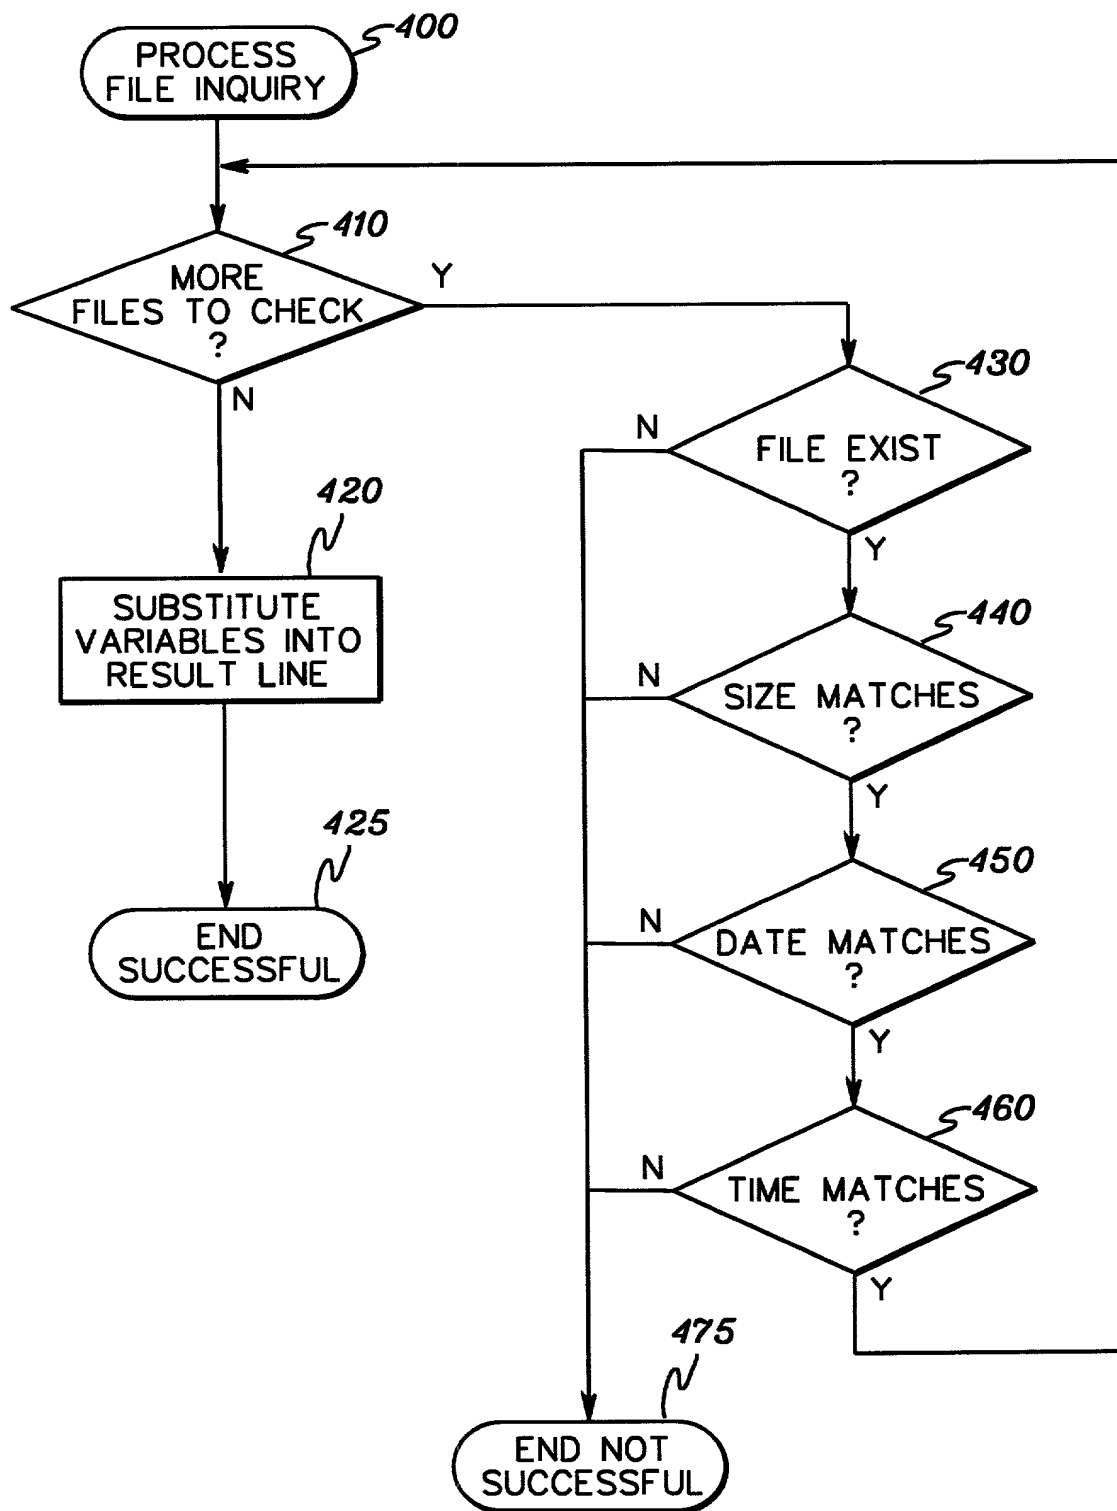 400
PROCESS
FILE INQUIRY
410
MORE
FILES TO CHECK
?
Y
N
420
SUBSTITUTE
VARIABLES INTO
RESULT LINE
425
END
SUCCESSFUL
430
FILE EXIST
?
N
Y
440
SIZE MATCHES
?
N
Y
450
DATE MATCHES
?
N
Y
460
TIME MATCHES
?
N
Y
475
END NOT
SUCCESSFUL